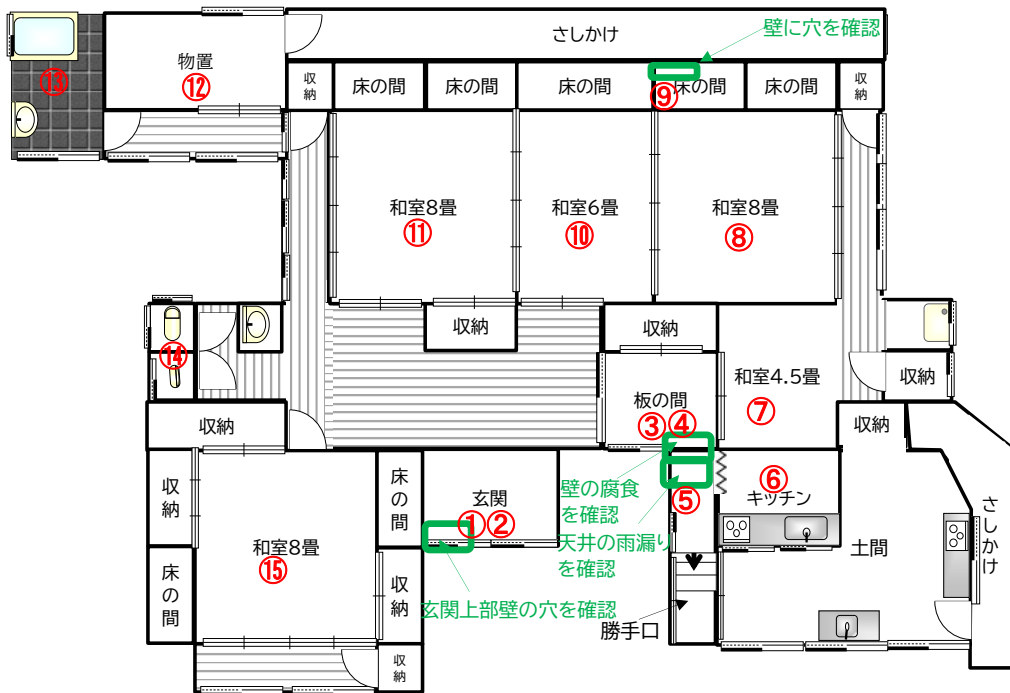 さしかけ
壁に穴を確認
⑬
物置
⑫
収納
床の間
床の間
床の間
床の間
⑨
床の間
収納
和室8畳
⑪
和室6畳
⑩
和室8畳
⑧
収納
収納
⑭
和室4.5畳
⑦
収納
板の間
③④
収納
収納
収納
床の間
玄関
①②
壁の腐食
を確認
⑤
天井の雨漏り
を確認
⑥
キッチン
土間
さしかけ
和室8畳
⑮
床の間
収納
玄関上部壁の穴を確認
勝手口
収納